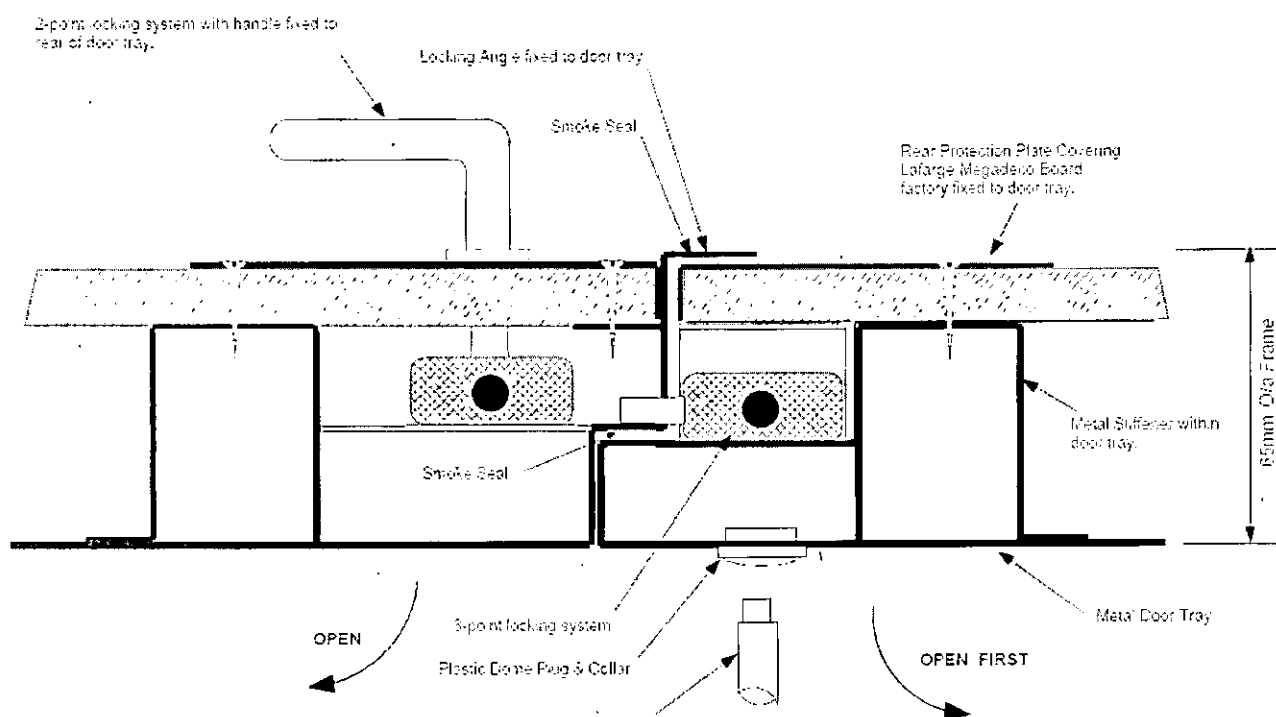 2-point locking system with handle fixed to
rear of door tray.
Locking Angle fixed to door tray
Smoke Seal
Rear Protection Plate Covering
Lafarge Megadeco Board
factory fixed to door tray.
65mm O/a Frame
Metal Stiffener within
door tray.
Smoke Seal
3-point locking system
Metal Door Tray
OPEN
Plastic Dome Plug & Collar
OPEN FIRST